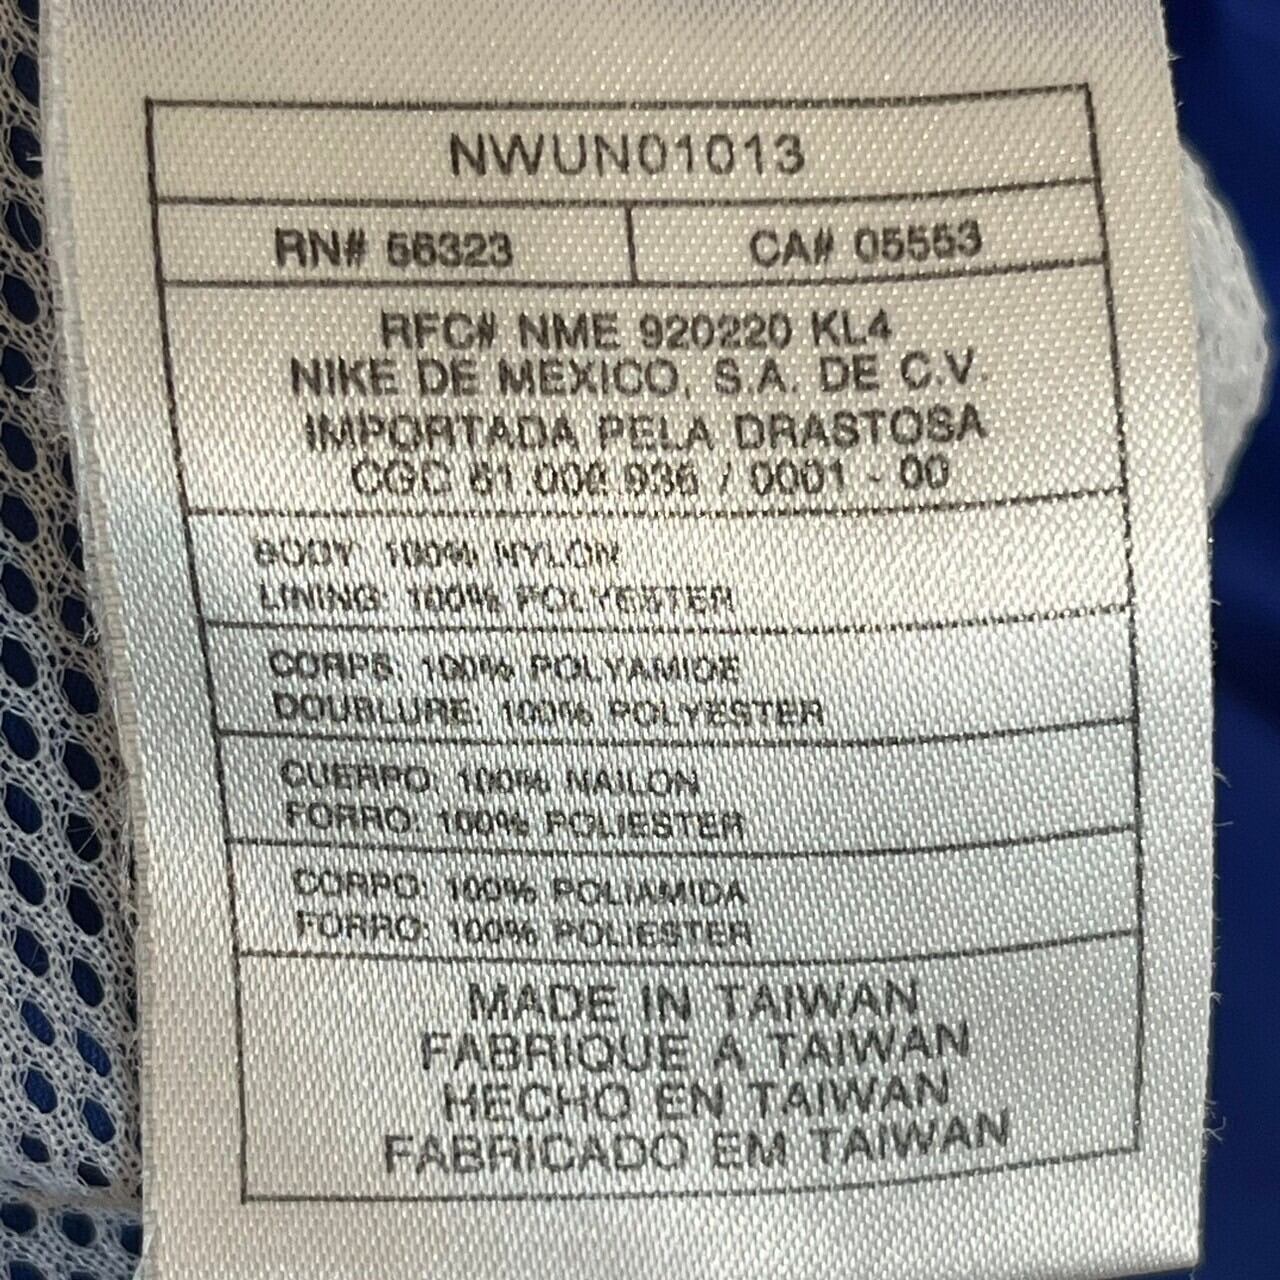 NWUN01013
RN# 56323 CA# 05553
RFC# NME 920220 KL4
NIKE DE MEXICO, S.A. DE C.V.
IMPORTADA PELA DRASTOSA
CGC 61.006.936 / 0001 - 00
BODY: 100% NYLON
LINING: 100% POLYESTER
CORPS: 100% POLYAMIDE
DOUBLURE: 100% POLYESTER
CUERPO: 100% NAILON
FORRO: 100% POLIESTER
CORPO: 100% POLIAMIDA
FORRO: 100% POLIESTER
MADE IN TAIWAN
FABRIQUE A TAIWAN
HECHO EN TAIWAN
FABRICADO EM TAIWAN